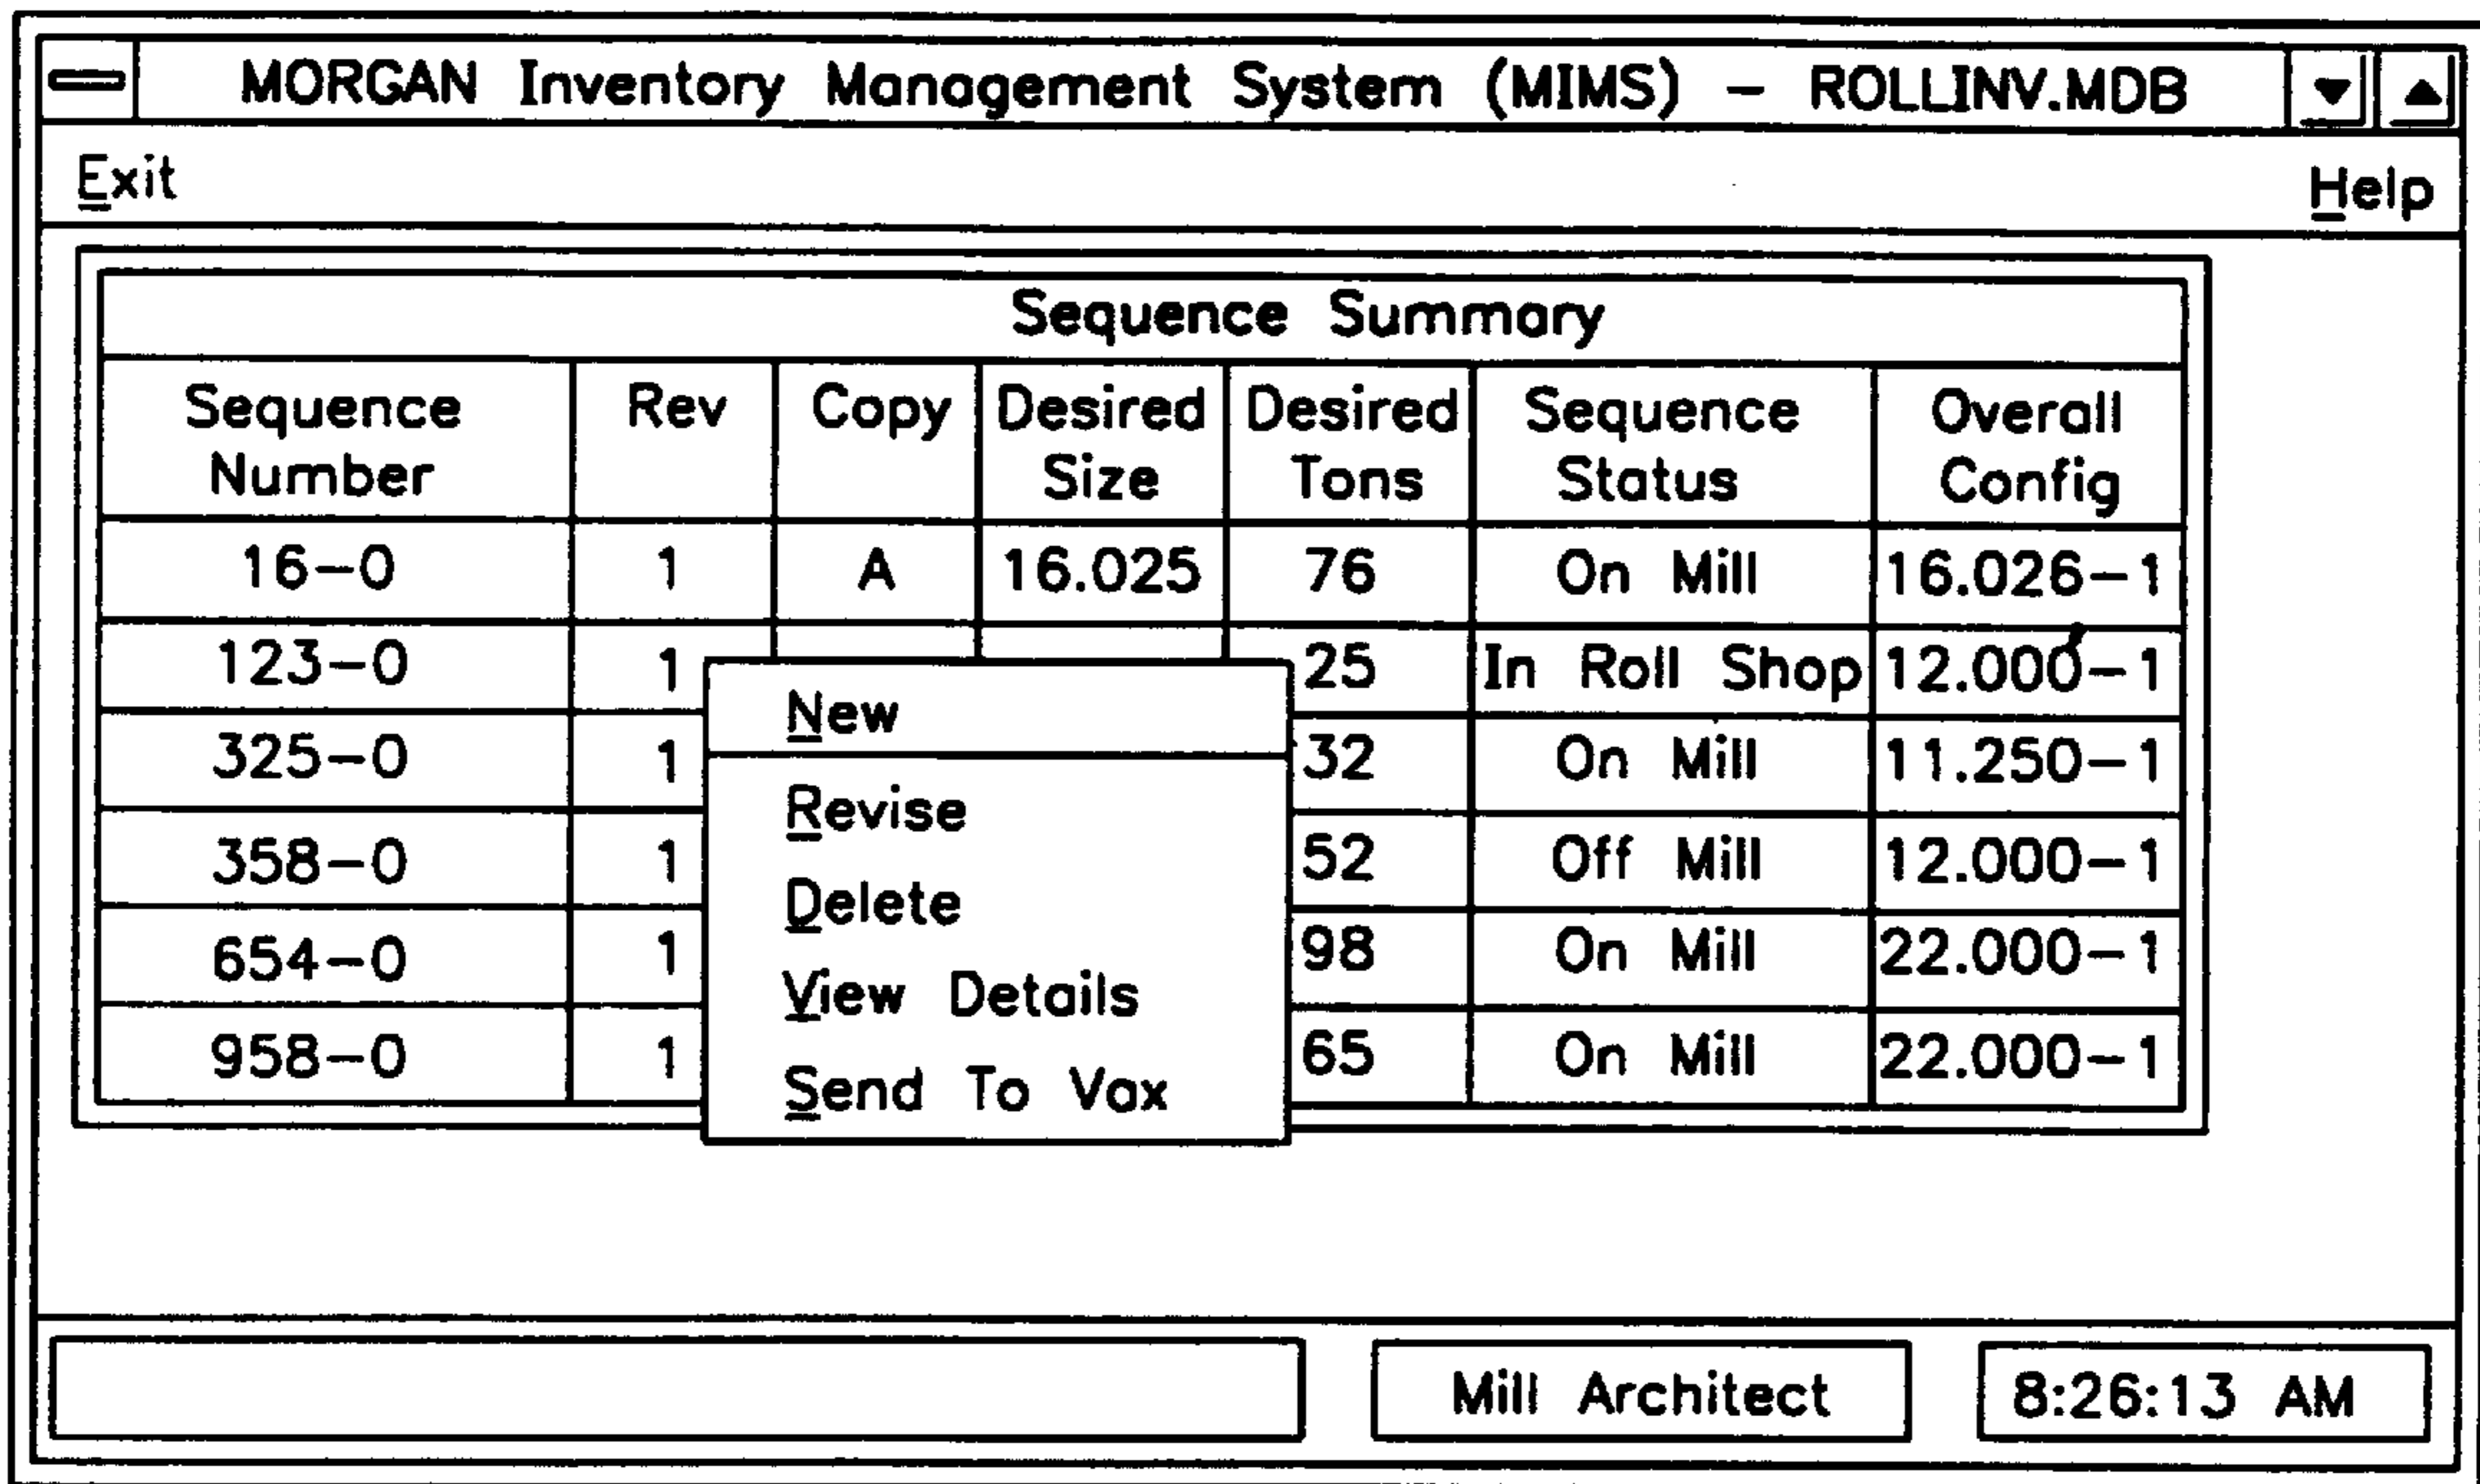 MORGAN Inventory Management System (MIMS) - ROLLINV.MDB
Exit Help
Sequence Summary
Sequence Number Rev Copy Desired Size Desired Tons Sequence Status Overall Config
16-0 1 A 16.025 76 On Mill 16.026-1
123-0 1 25 In Roll Shop 12.000-1
325-0 1 32 On Mill 11.250-1
358-0 1 52 Off Mill 12.000-1
654-0 1 98 On Mill 22.000-1
958-0 1 65 On Mill 22.000-1
New
Revise
Delete
View Details
Send To Vax
Mill Architect 8:26:13 AM